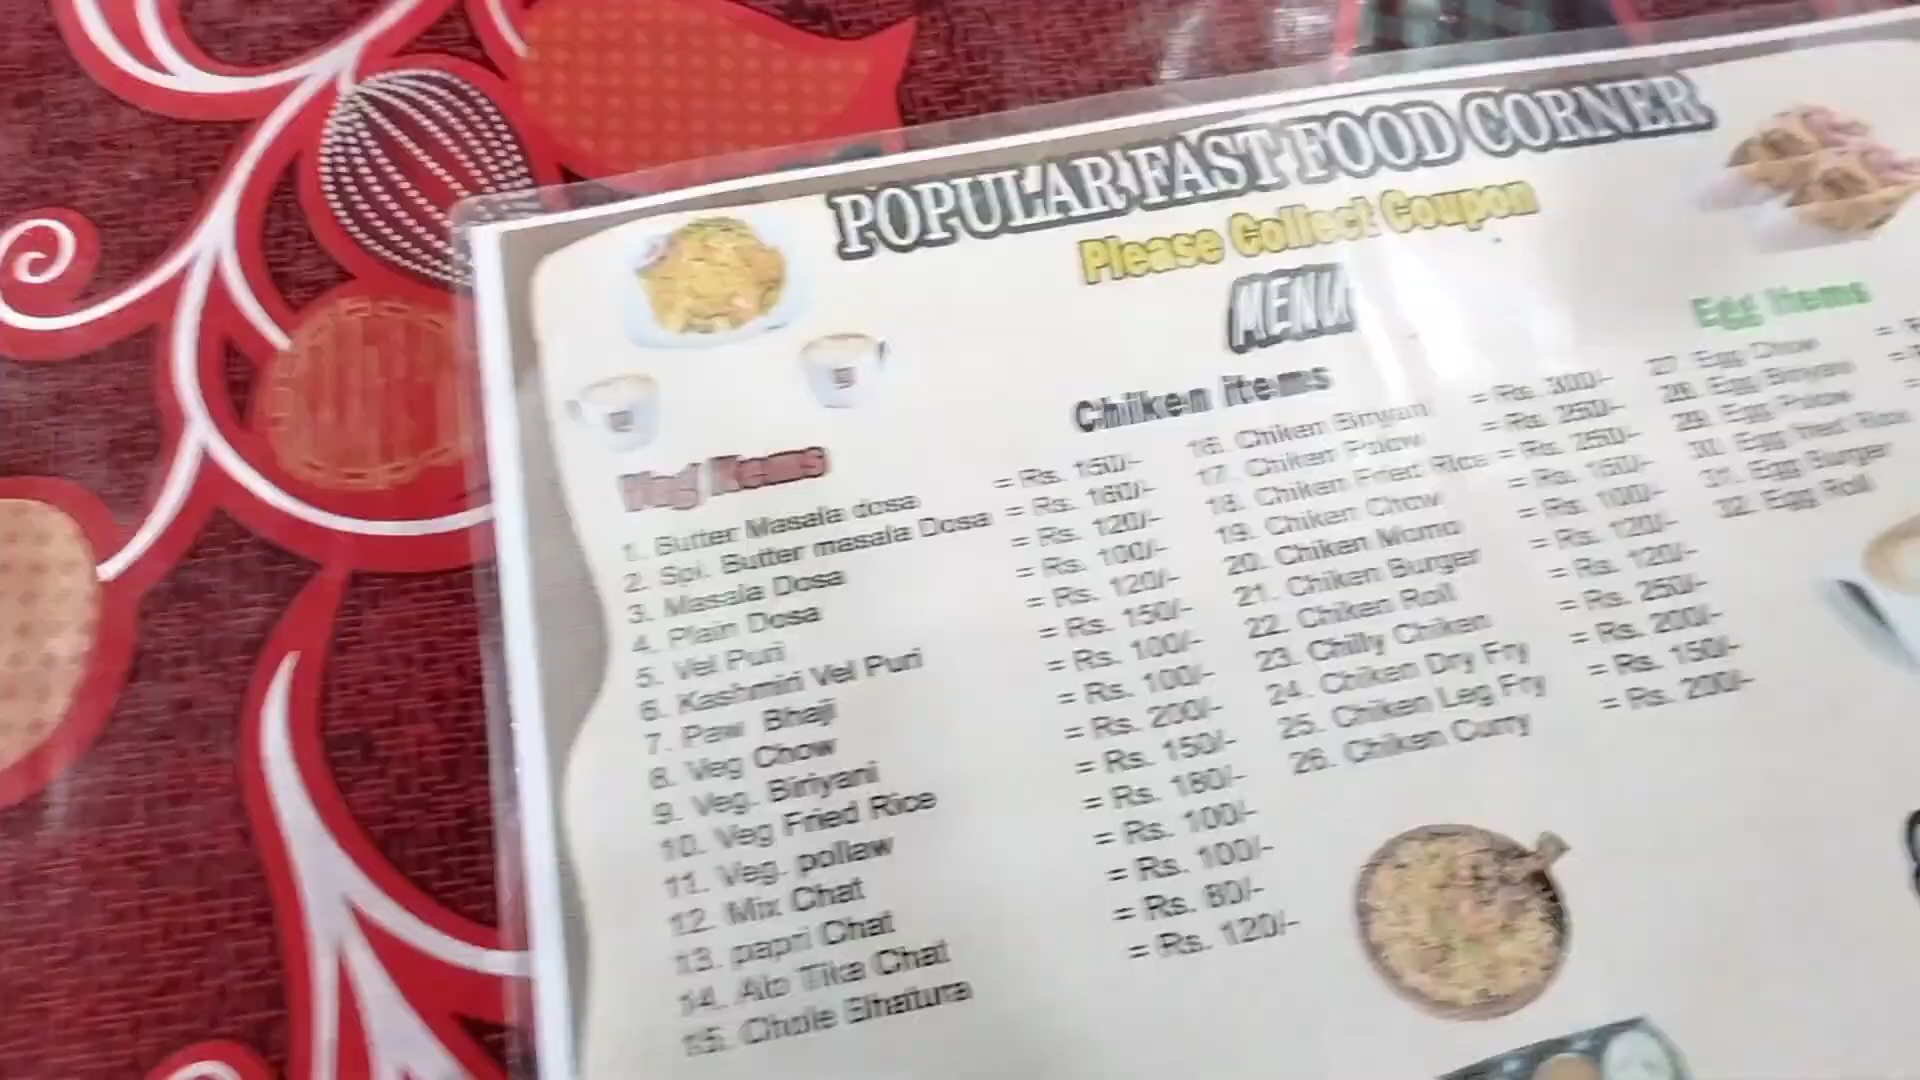 POPULAR FAST FOOD CORNER
Please Collect Coupon
MENU
Veg Items
1. Butter Masala dosa = Rs.
2. Spl. Butter masala Dosa = Rs.
3. Masala Dosa = Rs. 120/-
4. Plain Dosa = Rs. 100/-
5. Vel Puri = Rs. 120/-
6. Kashmiri Vel Puri = Rs. 150/-
7. Paw Bhaji = Rs. 100/-
8. Veg Chow = Rs. 100/-
9. Veg. Biriyani = Rs. 200/-
10. Veg Fried Rice = Rs. 150/-
11. Veg. pollaw = Rs. 180/-
12. Mix Chat = Rs. 100/-
13. papri Chat = Rs. 100/-
14. Alo Tika Chat = Rs. 80/-
15. Chole Bhatura = Rs. 120/-
Chiken items
16. Chiken Biriyani = Rs. 300/-
17. Chiken Polow = Rs. 250/-
18. Chiken Fried Rice = Rs. 250/-
19. Chiken Chow = Rs.
20. Chiken Momo = Rs. 100/-
21. Chiken Burger = Rs. 120/-
22. Chiken Roll = Rs. 120/-
23. Chilly Chiken = Rs. 250/-
24. Chiken Dry Fry = Rs. 200/-
25. Chiken Leg Fry = Rs. 150/-
26. Chiken Curry = Rs. 200/-
Egg Items
27. Egg Chow =
28. Egg Biriyani =
29. Egg Polow =
30. Egg fried Rice
31. Egg Burger
32. Egg Roll